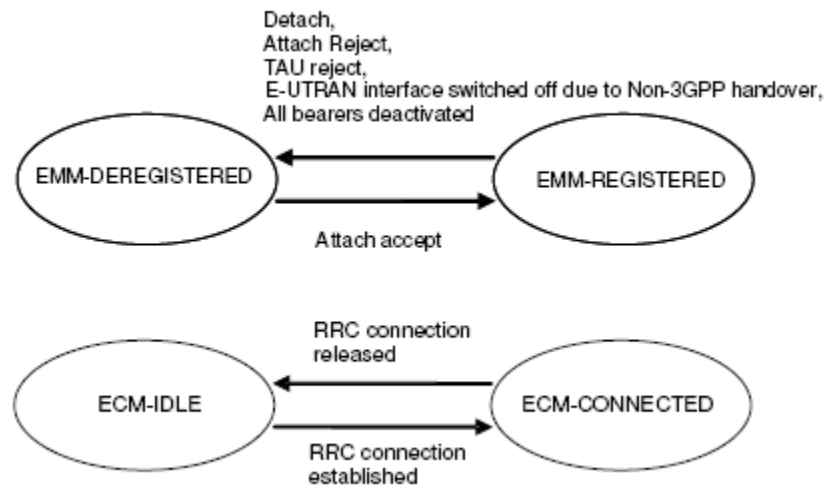 Detach,
Attach Reject,
TAU reject,
E-UTRAN interface switched off due to Non-3GPP handover,
All bearers deactivated
EMM-DEREGISTERED
EMM-REGISTERED
Attach accept
RRC connection
released
ECM-IDLE
ECM-CONNECTED
RRC connection
established